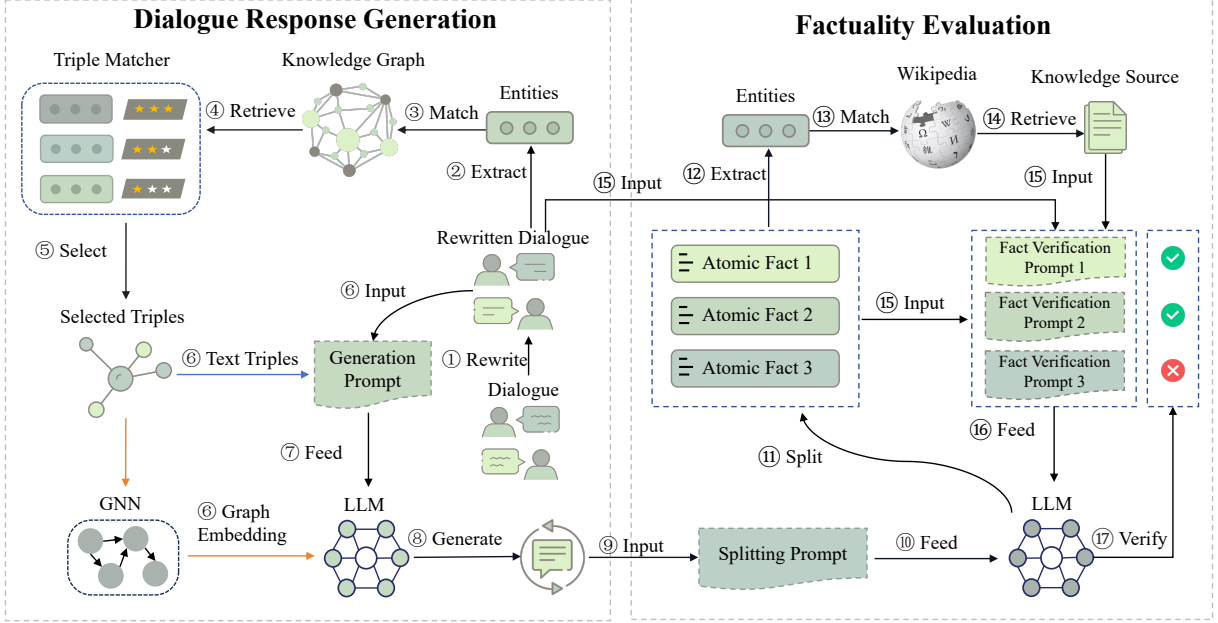 Dialogue Response Generation
Triple Matcher
Knowledge Graph
④ Retrieve
③ Match
Entities
② Extract
⑤ Select
Rewritten Dialogue
⑥ Input
Selected Triples
⑥ Text Triples
Generation
Prompt
① Rewrite
Dialogue
⑦ Feed
GNN
⑥ Graph
Embedding
LLM
⑧ Generate
Factuality Evaluation
Entities
⑬ Match
Wikipedia
⑭ Retrieve
Knowledge Source
⑮ Input
⑫ Extract
⑮ Input
Atomic Fact 1
Atomic Fact 2
Atomic Fact 3
⑮ Input
Fact Verification
Prompt 1
Fact Verification
Prompt 2
Fact Verification
Prompt 3
⑯ Feed
⑪ Split
LLM
⑨ Input
Splitting Prompt
⑩ Feed
⑰ Verify